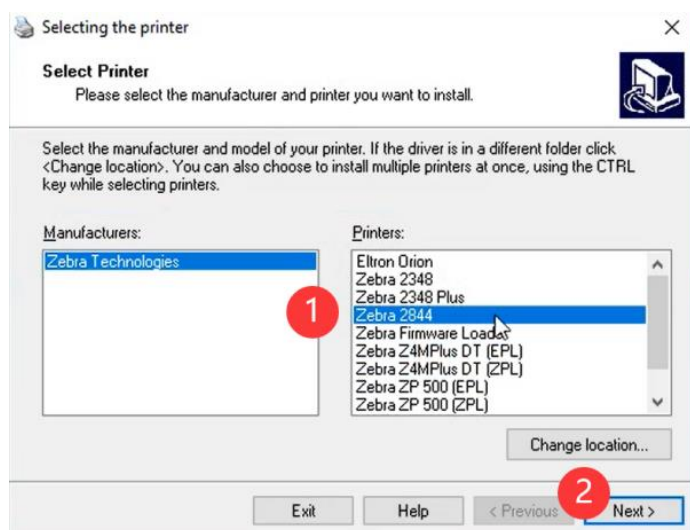 Selecting the printer
Select Printer
Please select the manufacturer and printer you want to install.
Select the manufacturer and model of your printer. If the driver is in a different folder click
<Change location>. You can also choose to install multiple printers at once, using the CTRL
key while selecting printers.
Manufacturers:
Zebra Technologies
Printers:
Eltron Orion
Zebra 2348
Zebra 2348 Plus
1
Zebra 2844
Zebra Firmware Loader
Zebra Z4MPlus DT (EPL)
Zebra Z4MPlus DT (ZPL)
Zebra ZP 500 (EPL)
Zebra ZP 500 (ZPL)
Change location...
2
Exit
Help
< Previous
Next >